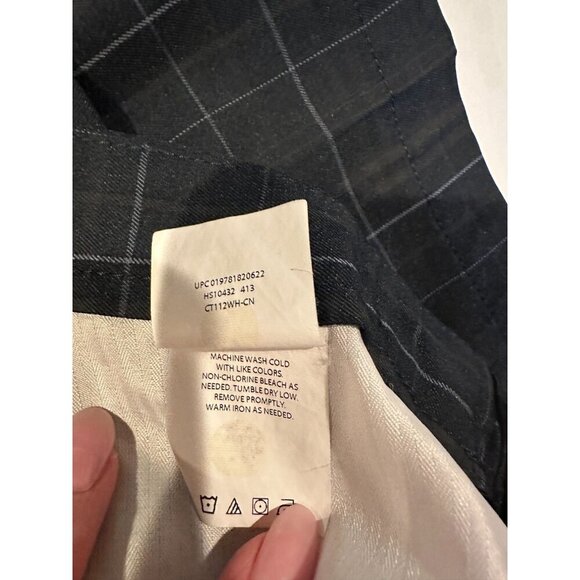 UPC 019781820622
HS10432 413
CT112WH-CN
MACHINE WASH COLD
WITH LIKE COLORS.
NON-CHLORINE BLEACH AS
NEEDED. TUMBLE DRY LOW.
REMOVE PROMPTLY.
WARM IRON AS NEEDED.